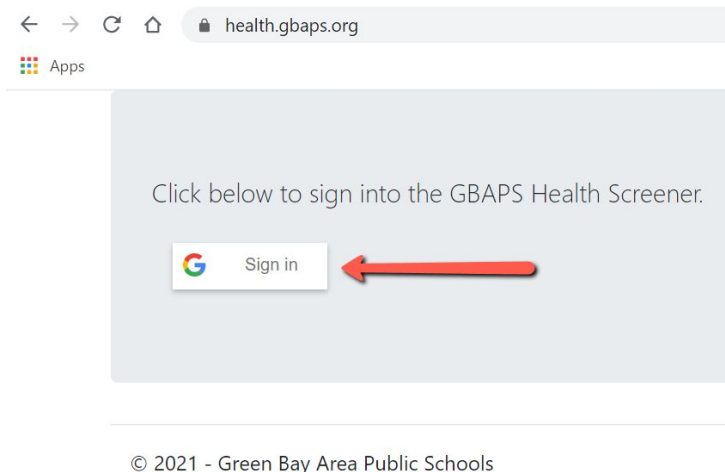 health.gbaps.org
Apps
Click below to sign into the GBAPS Health Screener.
Sign in
© 2021 - Green Bay Area Public Schools